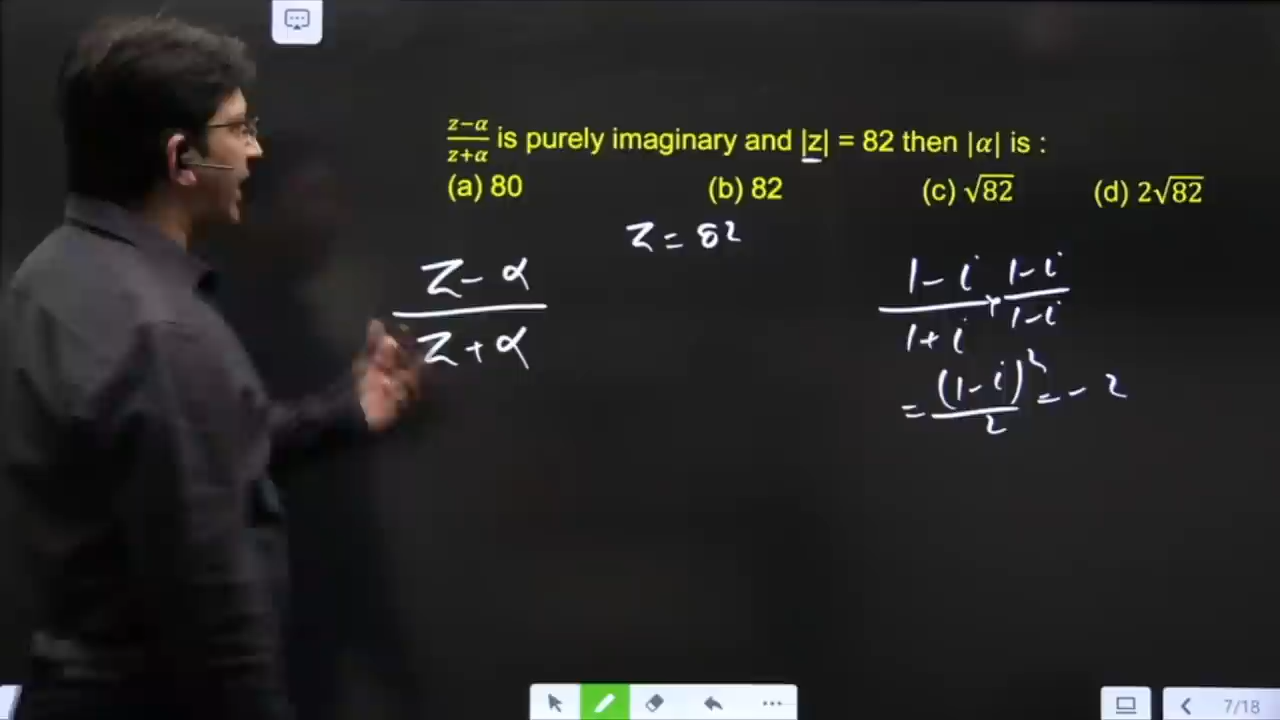 z−α/z+α is purely imaginary and |z| = 82 then |α| is :
(a) 80 (b) 82 (c) √82 (d) 2√82
z = 82
z - α / z + α
1 - i / 1 + i × 1 - i / 1 - i
= (1 - i)² / 2 = - 2
7/18